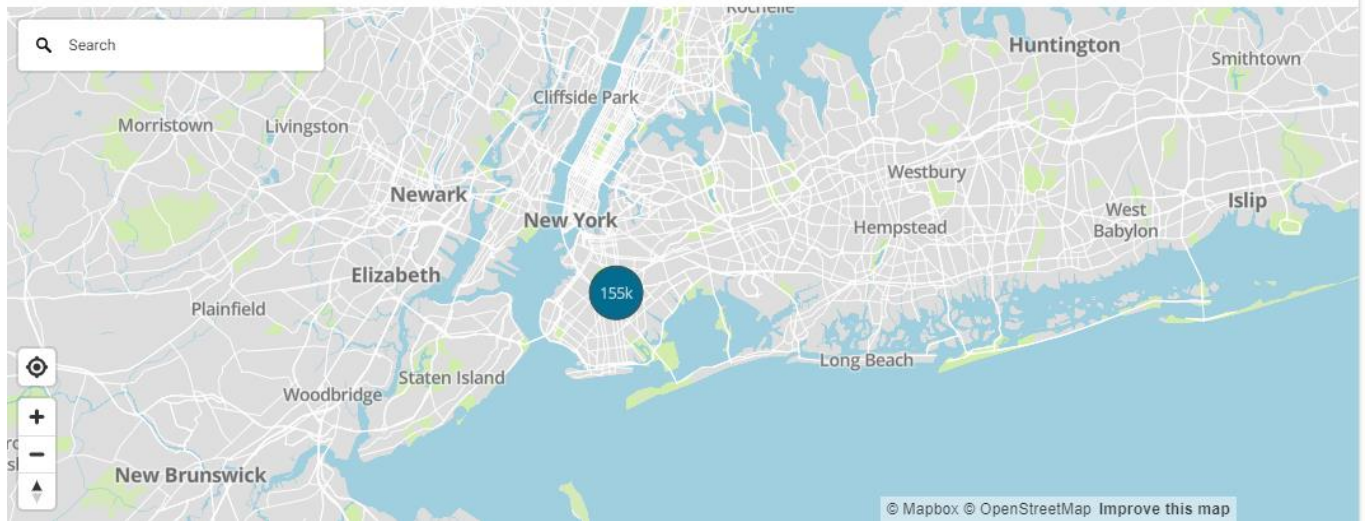 Search
Rochelle
Huntington
Smithtown
Cliffside Park
Morristown
Livingston
Westbury
Newark
Islip
New York
West
Babylon
Hempstead
Elizabeth
155k
Plainfield
Long Beach
Staten Island
Woodbridge
New Brunswick
© Mapbox © OpenStreetMap Improve this map